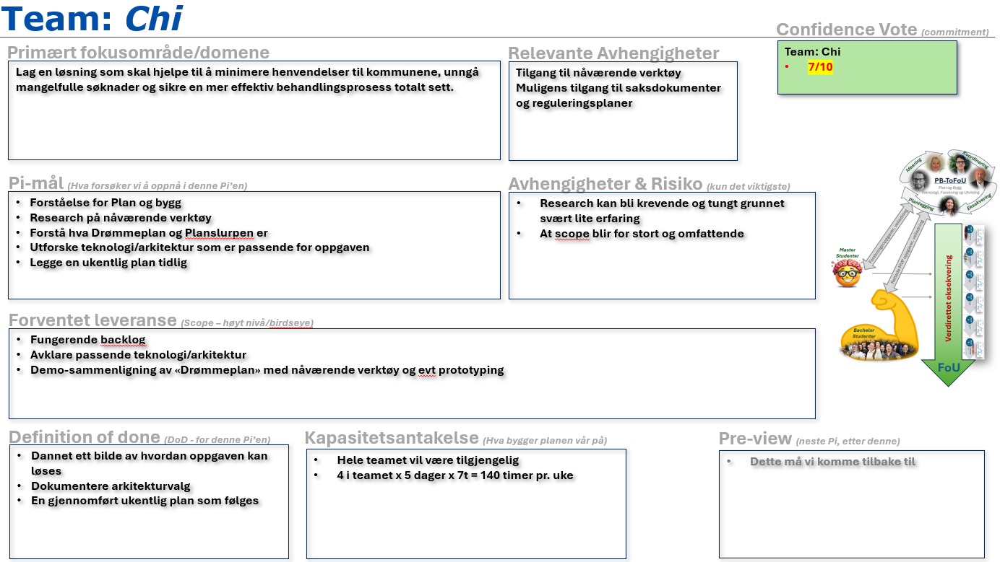 Team: Chi
Confidence Vote (commitment)
Team: Chi
• 7/10
Primært fokusområde/domene
Lag en løsning som skal hjelpe til å minimere henvendelser til kommunene, unngå
mangelfulle søknader og sikre en mer effektiv behandlingsprosess totalt sett.
Relevante Avhengigheter
Tilgang til nåværende verktøy
Muligens tilgang til saksdokumenter
og reguleringsplaner
Pi-mål (Hva forsøker vi å oppnå i denne Pi’en)
• Forståelse for Plan og bygg
• Research på nåværende verktøy
• Forstå hva Drømmeplan og Planslurpen er
• Utforske teknologi/arkitektur som er passende for oppgaven
• Legge en ukentlig plan tidlig
Avhengigheter & Risiko (kun det viktigste)
• Research kan bli krevende og tungt grunnet
svært lite erfaring
• At scope blir for stort og omfattende
Ideering
Koordinering
PB-ToFoU
Plan og Bygg,
Teknologi, Forskning og Utvikling
Planlegging
Eksekvering
Forskningsoppgaver, veiledning
Rettede MVP oppgaver, veiledning
Master
Studenter
Verdirettet eksekvering
Bachelor
Studenter
FoU
Forventet leveranse (Scope – høyt nivå/birdseye)
• Fungerende backlog
• Avklare passende teknologi/arkitektur
• Demo-sammenligning av «Drømmeplan» med nåværende verktøy og evt prototyping
Definition of done (DoD - for denne Pi’en)
• Dannet ett bilde av hvordan oppgaven kan
løses
• Dokumentere arkitekturvalg
• En gjennomført ukentlig plan som følges
Kapasitetsantakelse (Hva bygger planen vår på)
• Hele teamet vil være tilgjengelig
• 4 i teamet x 5 dager x 7t = 140 timer pr. uke
Pre-view (neste Pi, etter denne)
• Dette må vi komme tilbake til